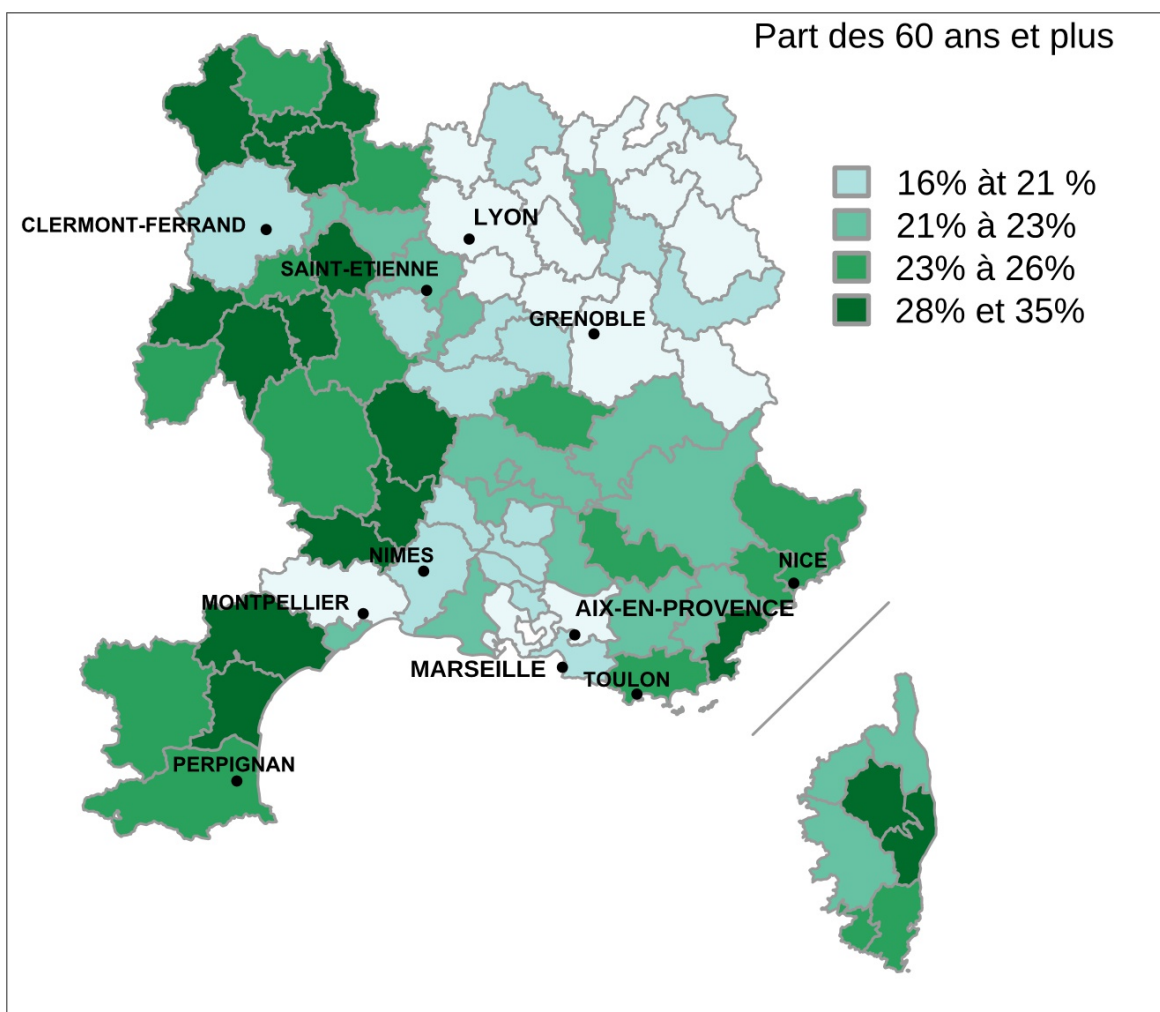 Part des 60 ans et plus
16% àt 21 %
21% à 23%
23% à 26%
28% et 35%
CLERMONT-FERRAND
LYON
SAINT-ETIENNE
GRENOBLE
NIMES
NICE
MONTPELLIER
AIX-EN-PROVENCE
MARSEILLE
TOULON
PERPIGNAN